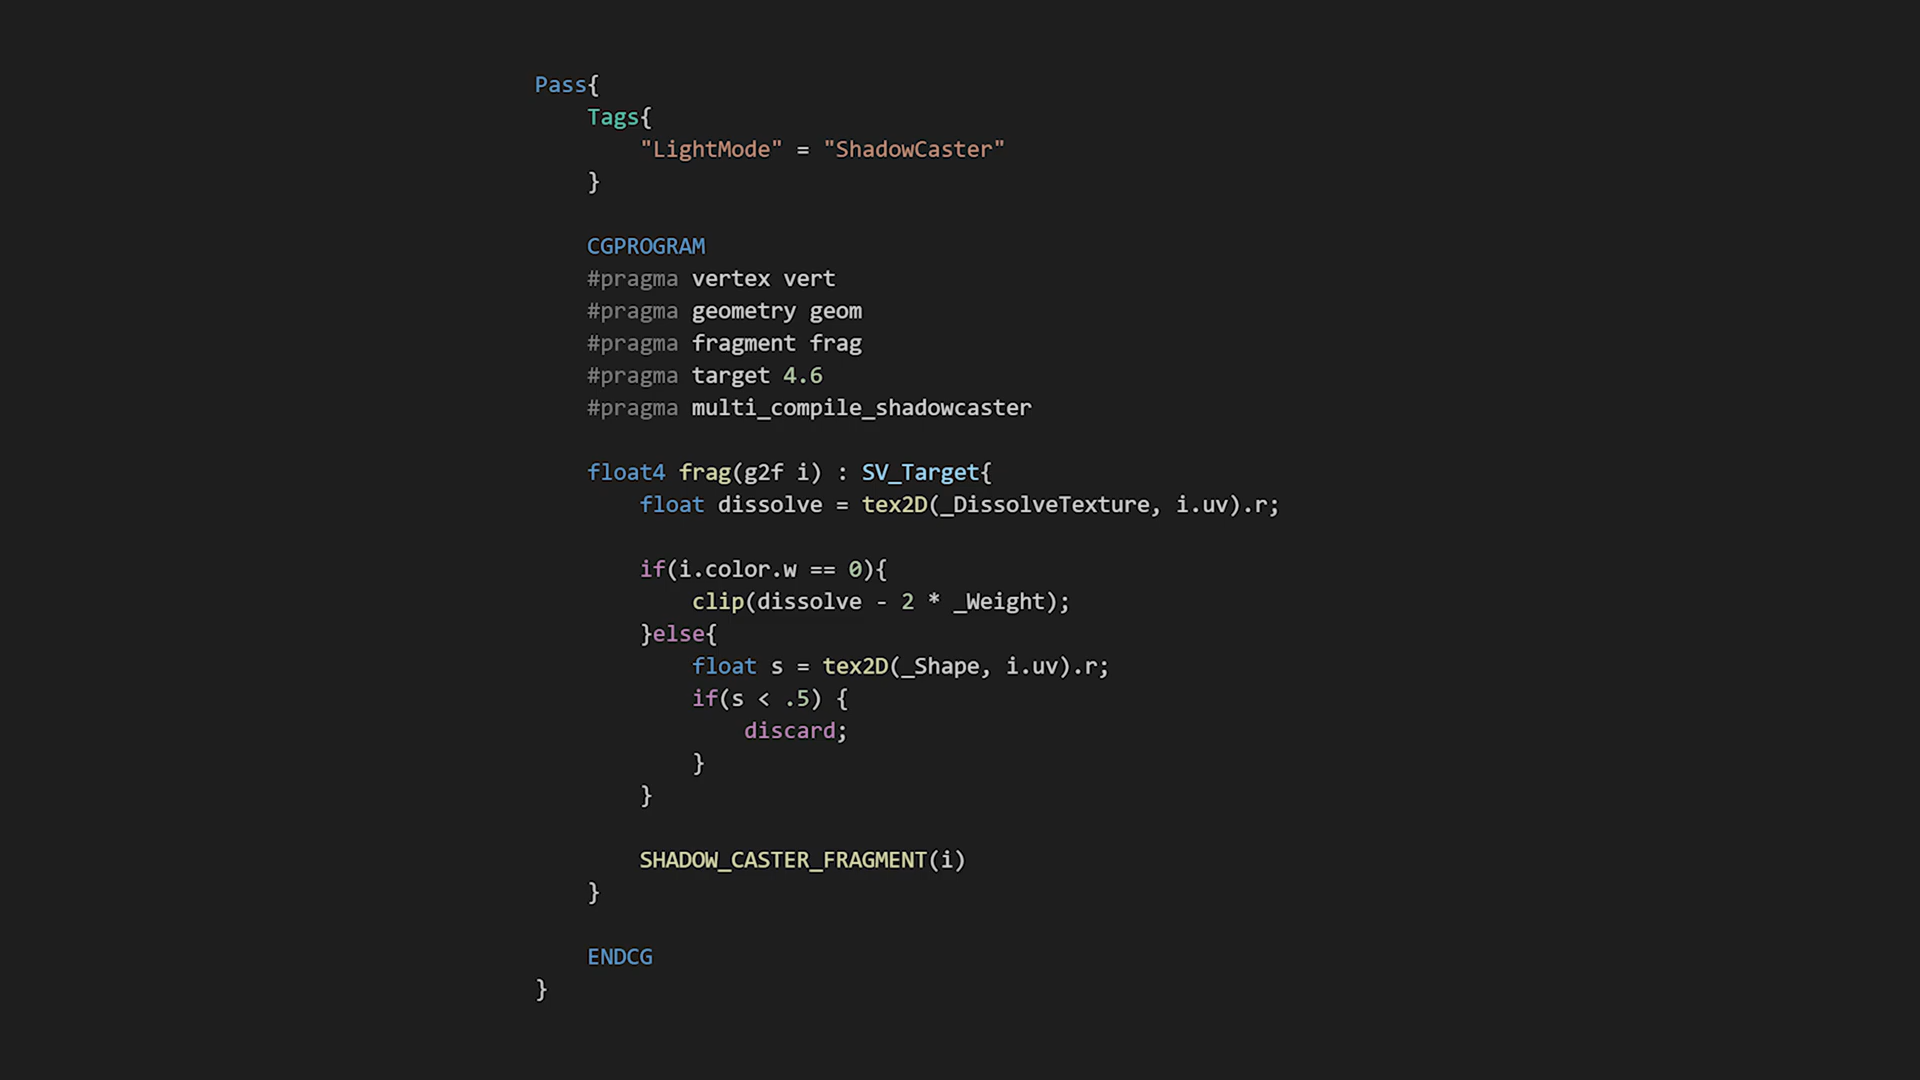 Pass{
Tags{
"LightMode" = "ShadowCaster"
}
CGPROGRAM
#pragma vertex vert
#pragma geometry geom
#pragma fragment frag
#pragma target 4.6
#pragma multi_compile_shadowcaster
float4 frag(g2f i) : SV_Target{
float dissolve = tex2D(_DissolveTexture, i.uv).r;
if(i.color.w == 0){
clip(dissolve - 2 * _Weight);
}else{
float s = tex2D(_Shape, i.uv).r;
if(s < .5) {
discard;
}
}
SHADOW_CASTER_FRAGMENT(i)
}
ENDCG
}